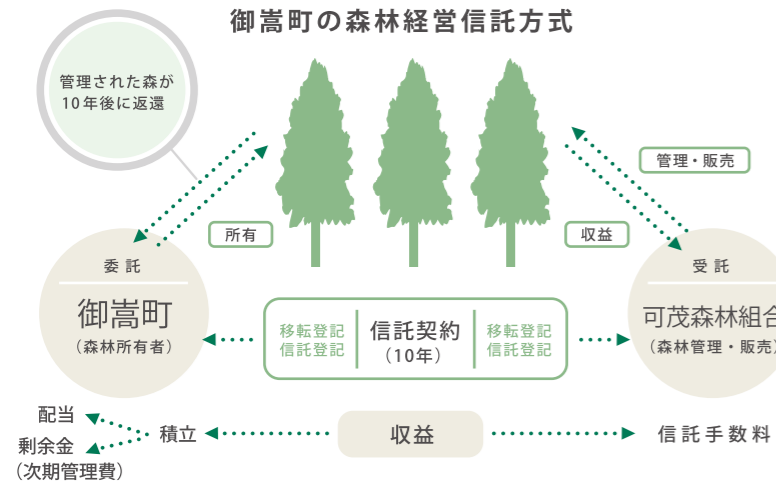 御嵩町の森林経営信託方式
管理された森が
10年後に返還
管理・販売
所有
収益
委託
御嵩町
（森林所有者）
移転登記
信託登記
信託契約
（10年）
移転登記
信託登記
受託
可茂森林組合
（森林管理・販売）
配当
剰余金
（次期管理費）
積立
収益
信託手数料